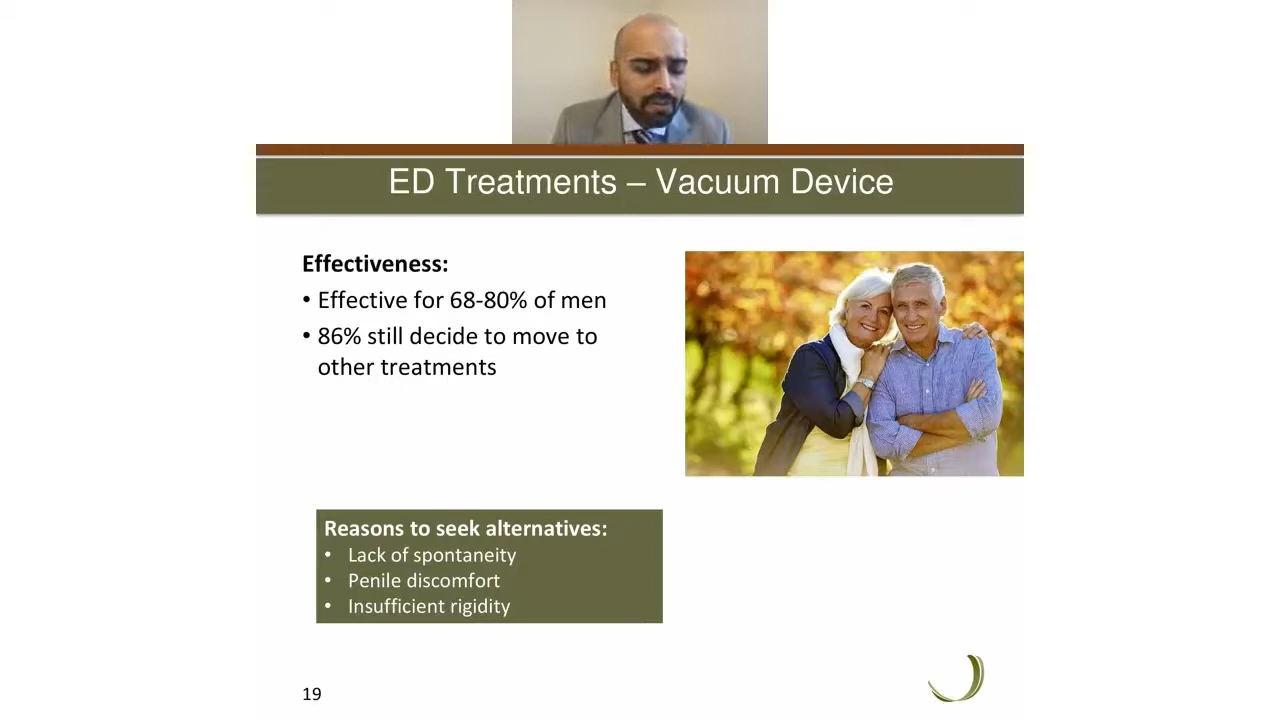 ED Treatments – Vacuum Device
Effectiveness:
• Effective for 68-80% of men
• 86% still decide to move to
other treatments
Reasons to seek alternatives:
• Lack of spontaneity
• Penile discomfort
• Insufficient rigidity
19